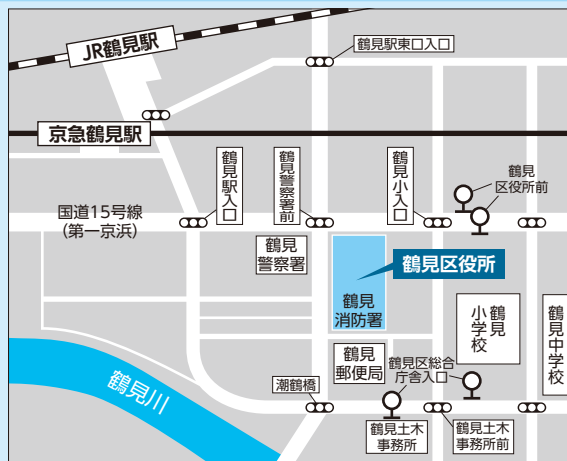 JR鶴見駅
鶴見駅東口入口
京急鶴見駅
鶴見駅入口
鶴見警察署前
鶴見小入口
鶴見
区役所前
国道15号線
(第一京浜)
鶴見
警察署
鶴見区役所
鶴見
消防署
鶴見
小学校
鶴見中学校
鶴見
郵便局
鶴見区総合
庁舎入口
鶴見川
潮鶴橋
鶴見土木
事務所
鶴見土木
事務所前